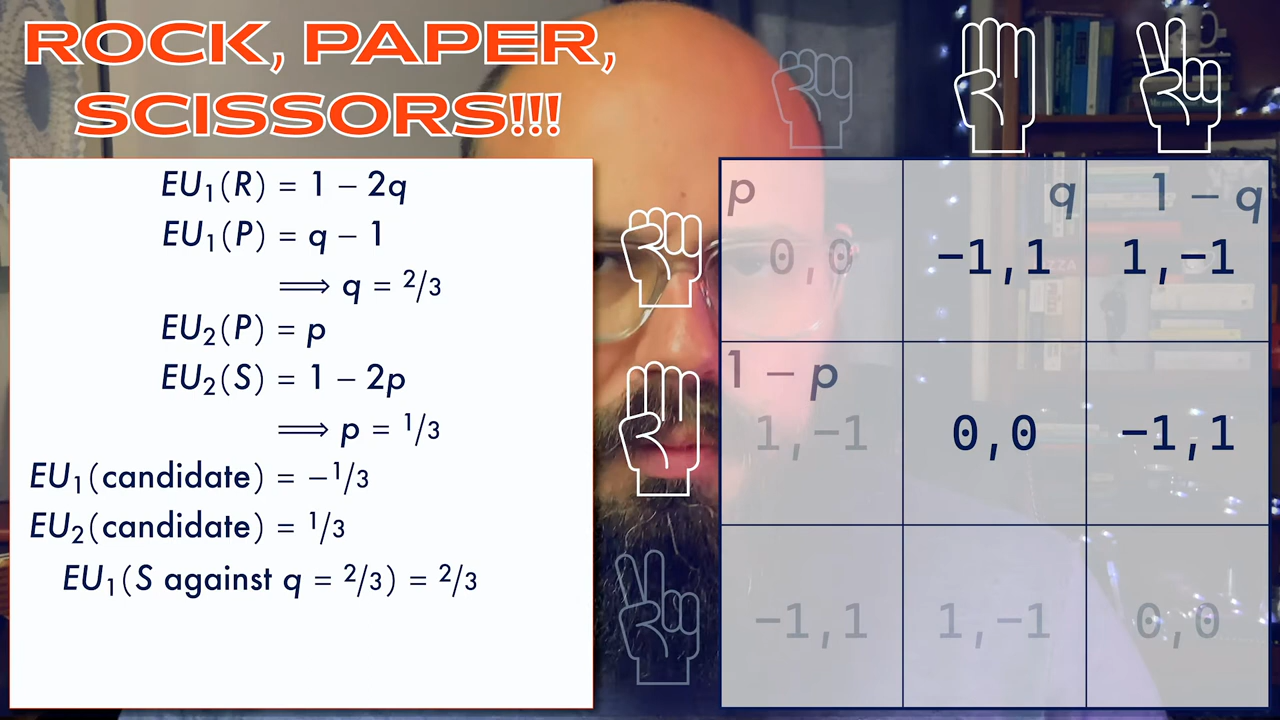 ROCK, PAPER,
SCISSORS!!!
EU₁(R) = 1 – 2q
EU₁(P) = q – 1
⟹ q = 2/3
EU₂(P) = p
EU₂(S) = 1 – 2p
⟹ p = 1/3
EU₁(candidate) = –1/3
EU₂(candidate) = 1/3
EU₁(S against q = 2/3) = 2/3
p q 1 – q
0,0 –1,1 1,–1
1 – p
1,–1 0,0 –1,1
–1,1 1,–1 0,0